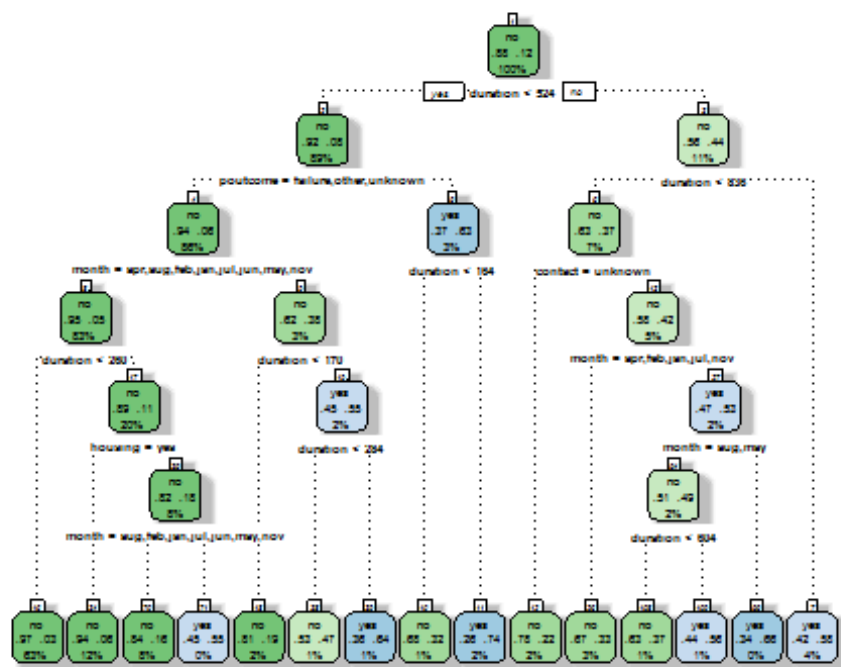 1
no
.88 .12
100%
yes duration < 524 no
no
.92 .08
89%
no
.56 .44
11%
poutcome = failure,other,unknown
duration < 836
no
.94 .06
86%
yes
.37 .63
3%
no
.63 .37
7%
month = apr,aug,feb,jan,jul,jun,may,nov
duration < 164
contact = unknown
no
.95 .05
83%
no
.62 .38
3%
no
.58 .42
5%
duration < 260
duration < 170
month = apr,feb,jan,jul,nov
no
.89 .11
20%
yes
.45 .55
2%
yes
.47 .53
2%
housing = yes
duration < 284
month = aug,may
no
.82 .18
8%
no
.51 .49
2%
month = aug,feb,jan,jul,jun,may,nov
duration < 604
no no no yes no no yes no yes no no no yes yes yes
.97 .03 .94 .06 .84 .16 .45 .55 .81 .19 .53 .47 .36 .64 .68 .32 .26 .74 .78 .22 .67 .33 .63 .37 .44 .56 .34 .66 .42 .58
63% 12% 8% 0% 2% 1% 1% 1% 2% 2% 1% 1% 0% 4%